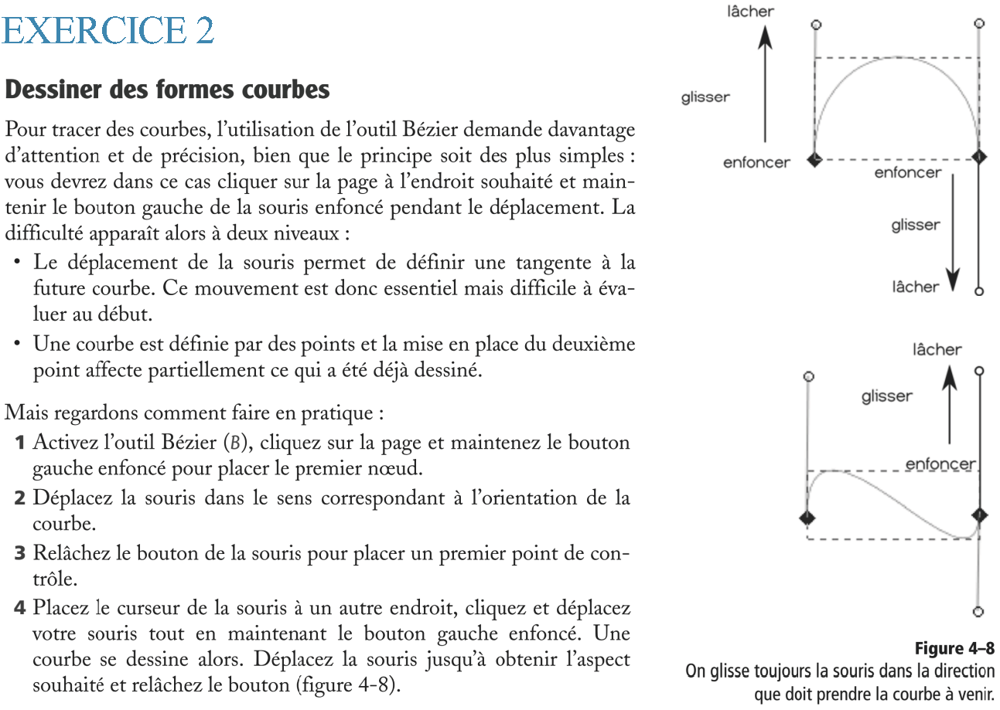 EXERCICE 2
Dessiner des formes courbes
Pour tracer des courbes, l’utilisation de l’outil Bézier demande davantage
d’attention et de précision, bien que le principe soit des plus simples :
vous devrez dans ce cas cliquer sur la page à l’endroit souhaité et main-
tenir le bouton gauche de la souris enfoncé pendant le déplacement. La
difficulté apparaît alors à deux niveaux :
• Le déplacement de la souris permet de définir une tangente à la
future courbe. Ce mouvement est donc essentiel mais difficile à éva-
luer au début.
• Une courbe est définie par des points et la mise en place du deuxième
point affecte partiellement ce qui a été déjà dessiné.
Mais regardons comment faire en pratique :
1 Activez l’outil Bézier (B), cliquez sur la page et maintenez le bouton
gauche enfoncé pour placer le premier nœud.
2 Déplacez la souris dans le sens correspondant à l’orientation de la
courbe.
3 Relâchez le bouton de la souris pour placer un premier point de con-
trôle.
4 Placez le curseur de la souris à un autre endroit, cliquez et déplacez
votre souris tout en maintenant le bouton gauche enfoncé. Une
courbe se dessine alors. Déplacez la souris jusqu’à obtenir l’aspect
souhaité et relâchez le bouton (figure 4-8).
lâcher
glisser
enfoncer
enfoncer
glisser
lâcher
lâcher
glisser
enfoncer
Figure 4–8
On glisse toujours la souris dans la direction
que doit prendre la courbe à venir.